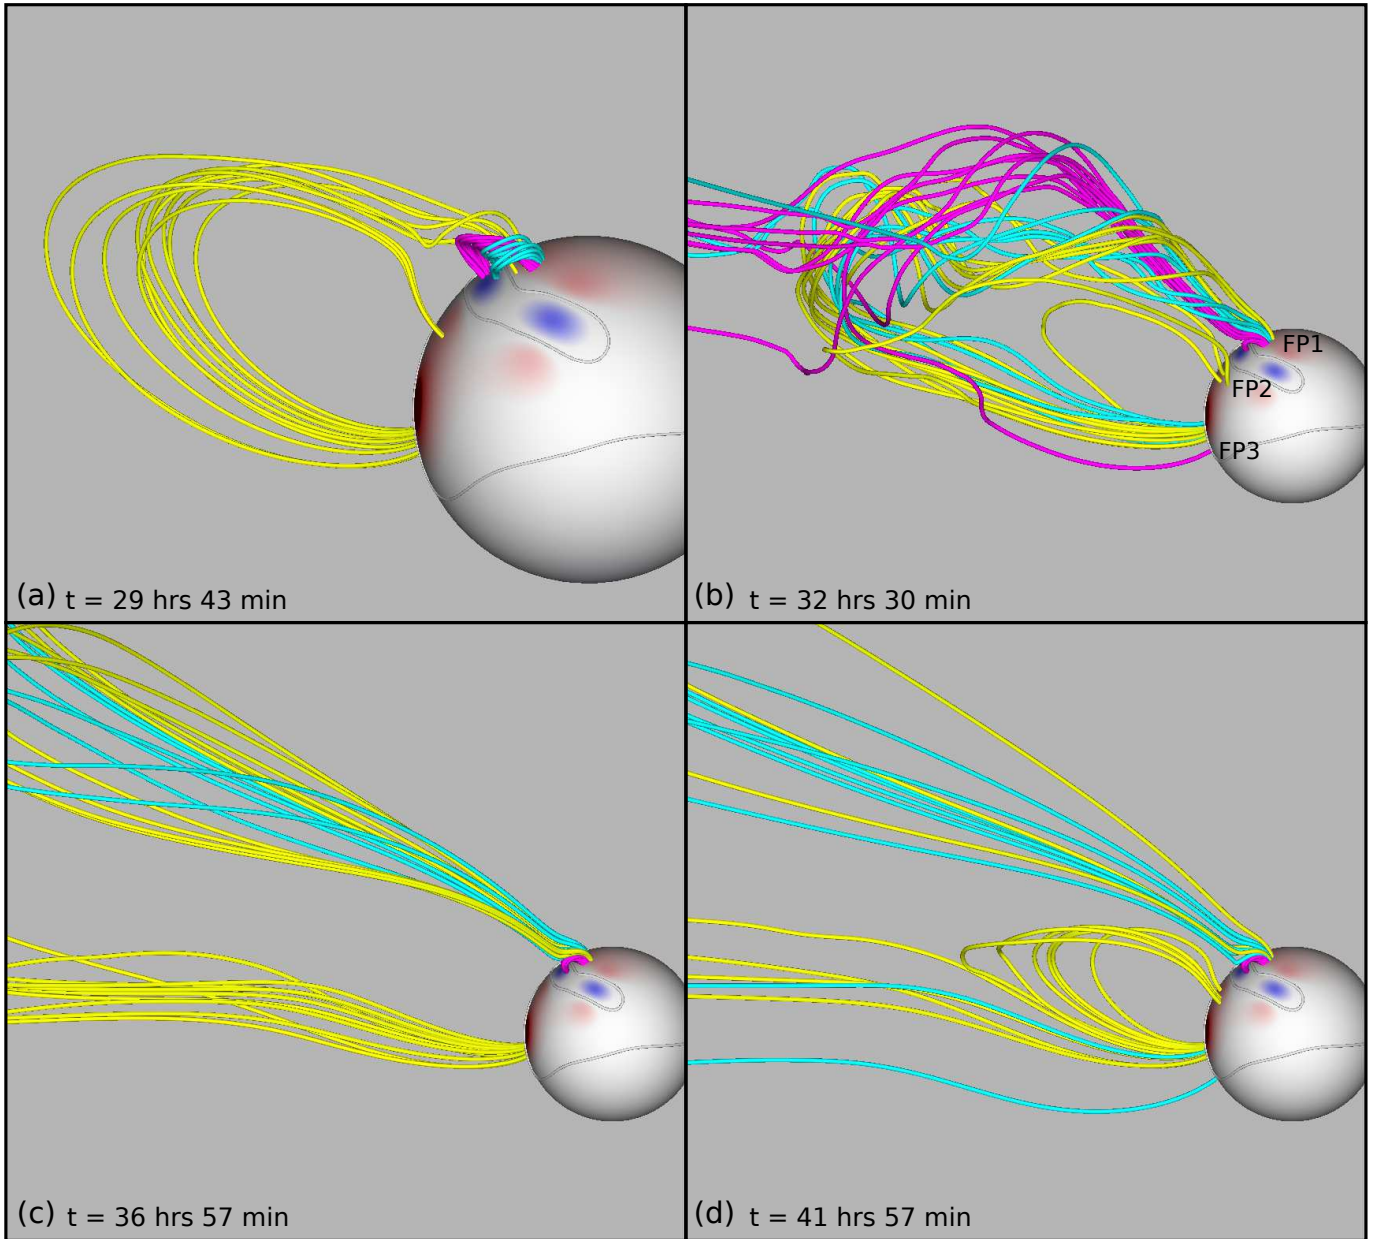 (a) t = 29 hrs 43 min
FP1
FP2
FP3
(b) t = 32 hrs 30 min
(c) t = 36 hrs 57 min
(d) t = 41 hrs 57 min